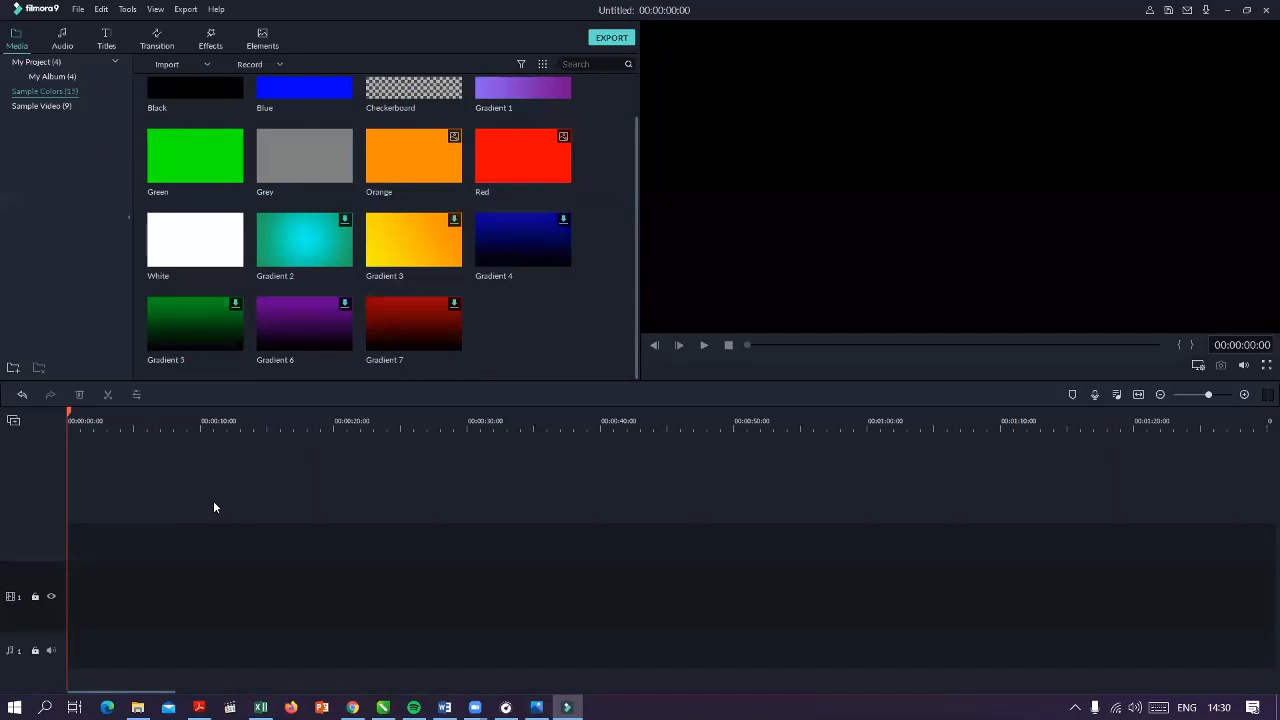 filmora9 File Edit Tools View Export Help Untitled: 00:00:00:00
Media Audio Titles Transition Effects Elements EXPORT
My Project (4) Import Record Search
My Album (4)
Sample Colors (15)
Sample Video (9)
Black Blue Checkerboard Gradient 1
Green Grey Orange Red
White Gradient 2 Gradient 3 Gradient 4
Gradient 5 Gradient 6 Gradient 7
{ } 00:00:00:00
00:00:00:00 00:00:10:00 00:00:20:00 00:00:30:00 00:00:40:00 00:00:50:00 00:01:00:00 00:01:10:00 00:01:20:00 0
1
1
ENG 14:30